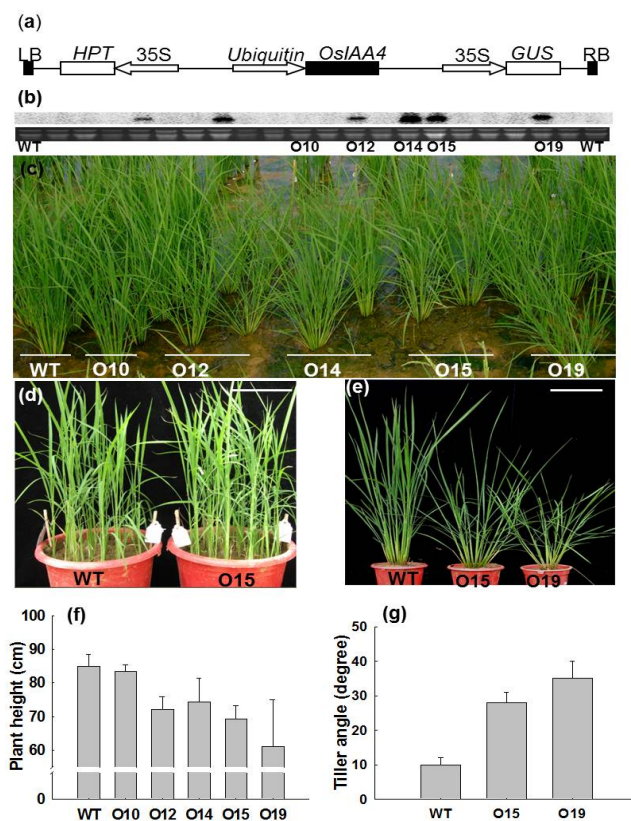 (a)
LB HPT 35S Ubiquitin OsIAA4 35S GUS RB
(b)
WT O10 O12 O14 O15 O19 WT
(c)
WT O10 O12 O14 O15 O19
(d)
WT O15
(e)
WT O15 O19
(f)
Plant height (cm)
100
90
80
70
60
0
WT O10 O12 O14 O15 O19
(g)
Tiller angle (degree)
50
40
30
20
10
0
WT O15 O19